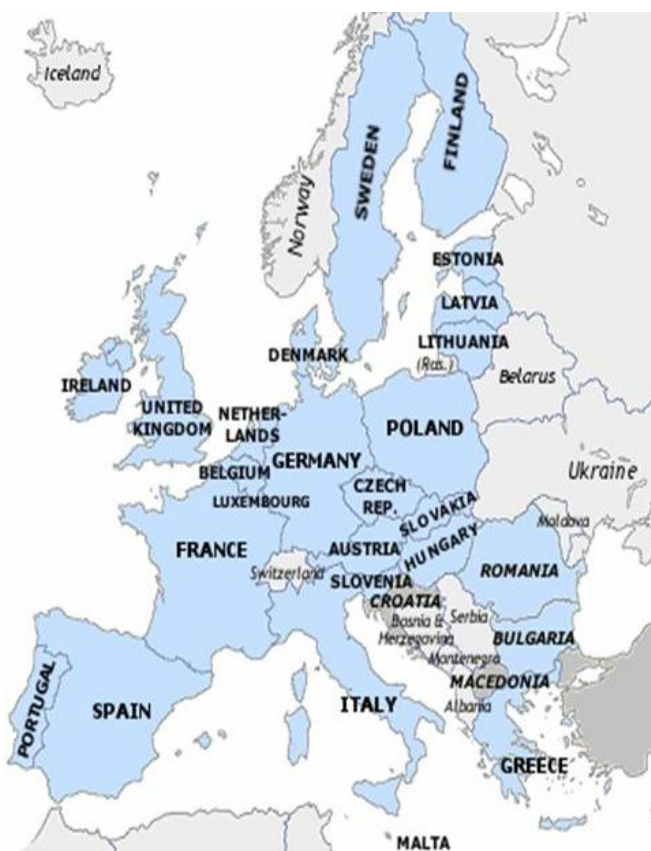 Iceland
FINLAND
SWEDEN
Norway
ESTONIA
LATVIA
LITHUANIA
(Ras.)
DENMARK
Belarus
IRELAND
UNITED
KINGDOM
NETHER-
LANDS
POLAND
BELGIUM
GERMANY
Ukraine
CZECH
REP.
LUXEMBOURG
SLOVAKIA
Moldova
FRANCE
AUSTRIA
HUNGARY
Switzerland
SLOVENIA
ROMANIA
CROATIA
Bosnia &
Herzegovina
Serbia
BULGARIA
Montenegra
MACEDONIA
Albania
PORTUGAL
SPAIN
ITALY
GREECE
MALTA